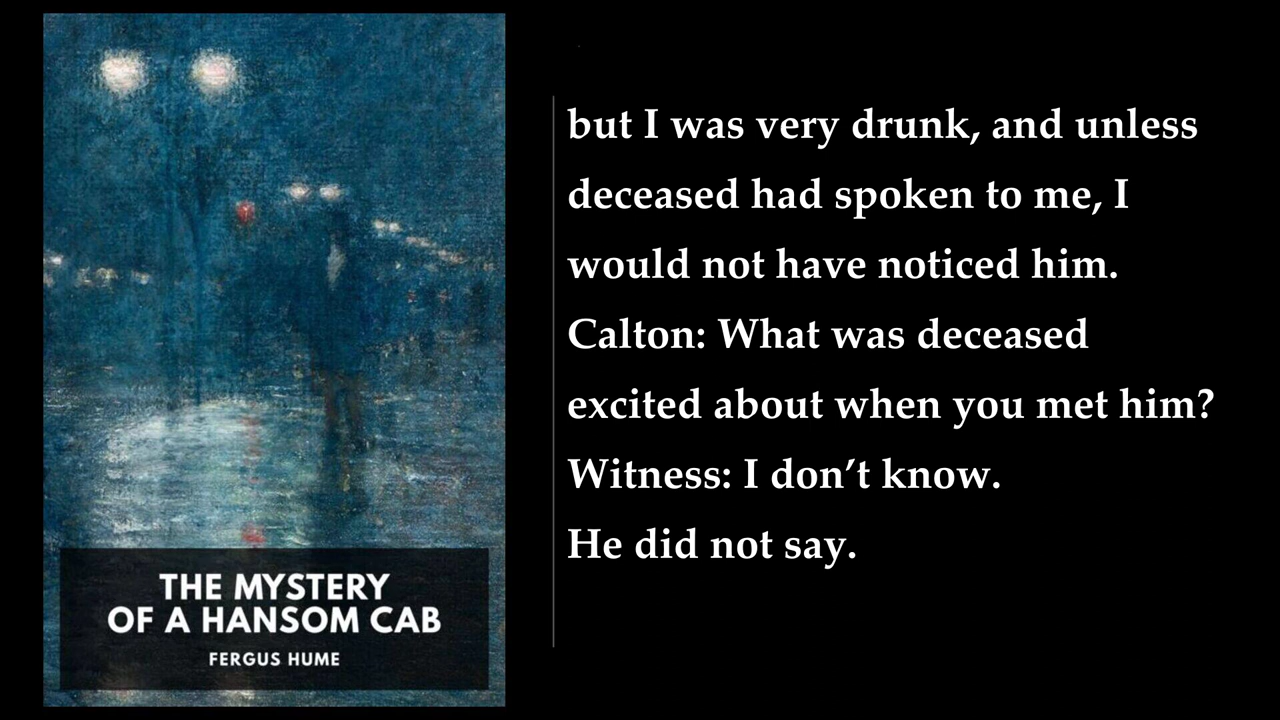 THE MYSTERY
OF A HANSOM CAB
FERGUS HUME
but I was very drunk, and unless
deceased had spoken to me, I
would not have noticed him.
Calton: What was deceased
excited about when you met him?
Witness: I don’t know.
He did not say.